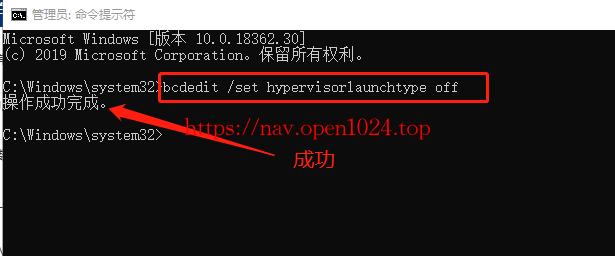 管理员: 命令提示符
Microsoft Windows [版本 10.0.18362.30]
(c) 2019 Microsoft Corporation。保留所有权利。
C:\Windows\system32>bcdedit /set hypervisorlaunchtype off
操作成功完成。
C:\Windows\system32>
https://nav.open1024.top
成功